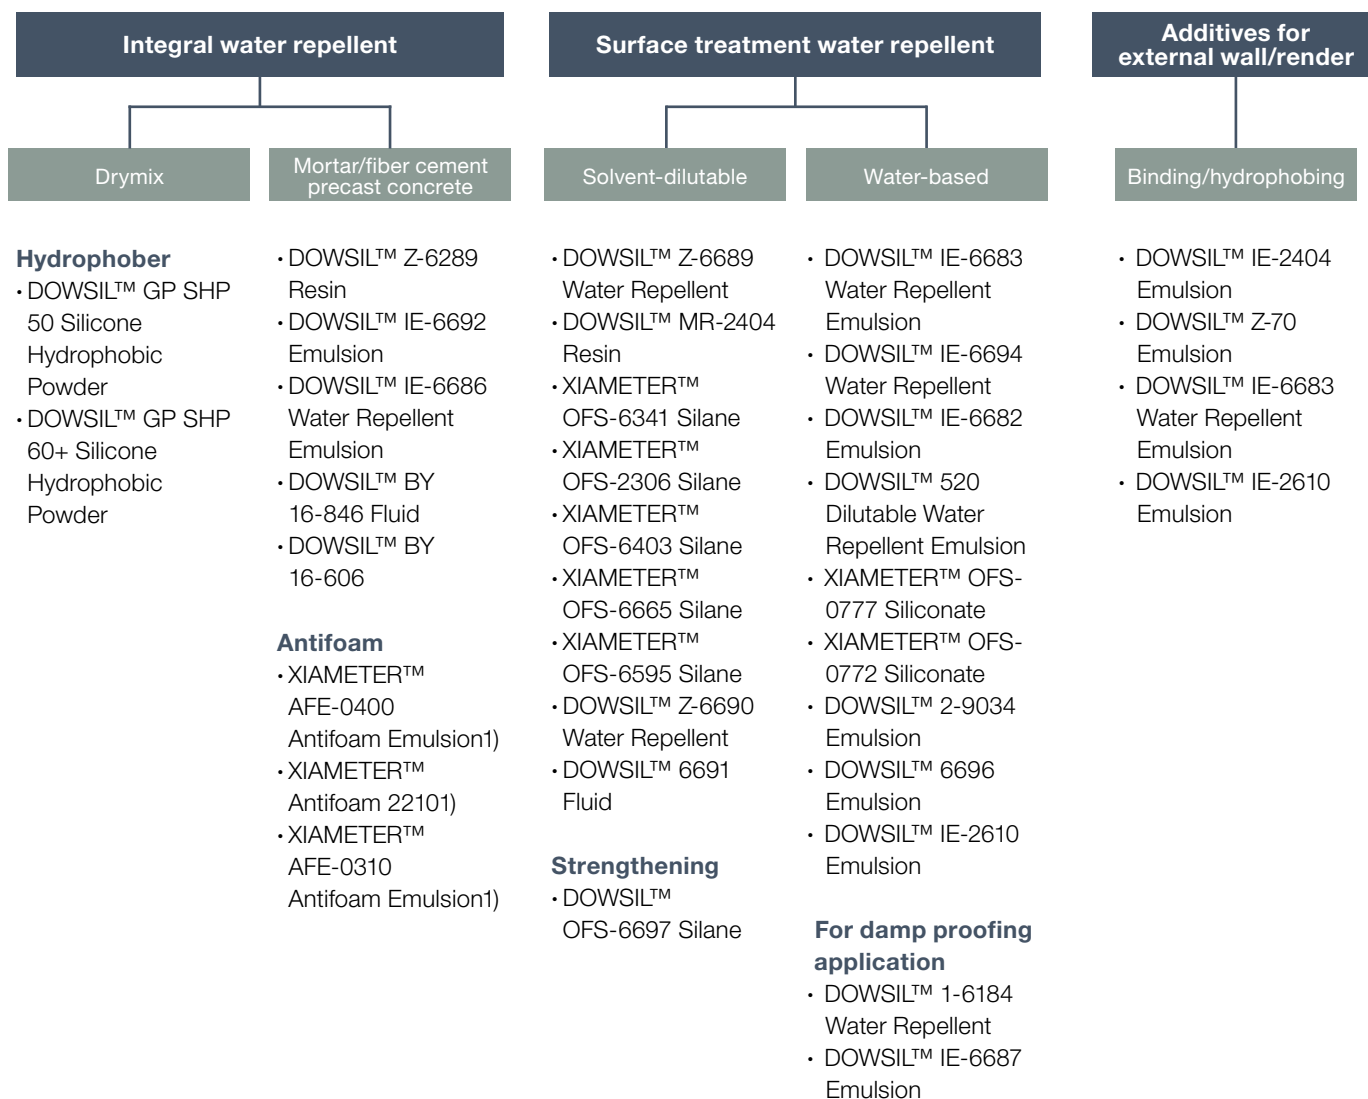 Integral water repellent
Surface treatment water repellent
Additives for
external wall/render
Drymix
Mortar/fiber cement
precast concrete
Solvent-dilutable
Water-based
Binding/hydrophobing
Hydrophober
• DOWSIL™ GP SHP
50 Silicone
Hydrophobic
Powder
• DOWSIL™ GP SHP
60+ Silicone
Hydrophobic
Powder
• DOWSIL™ Z-6289
Resin
• DOWSIL™ IE-6692
Emulsion
• DOWSIL™ IE-6686
Water Repellent
Emulsion
• DOWSIL™ BY
16-846 Fluid
• DOWSIL™ BY
16-606
Antifoam
• XIAMETER™
AFE-0400
Antifoam Emulsion1)
• XIAMETER™
Antifoam 22101)
• XIAMETER™
AFE-0310
Antifoam Emulsion1)
• DOWSIL™ Z-6689
Water Repellent
• DOWSIL™ MR-2404
Resin
• XIAMETER™
OFS-6341 Silane
• XIAMETER™
OFS-2306 Silane
• XIAMETER™
OFS-6403 Silane
• XIAMETER™
OFS-6665 Silane
• XIAMETER™
OFS-6595 Silane
• DOWSIL™ Z-6690
Water Repellent
• DOWSIL™ 6691
Fluid
Strengthening
• DOWSIL™
OFS-6697 Silane
• DOWSIL™ IE-6683
Water Repellent
Emulsion
• DOWSIL™ IE-6694
Water Repellent
• DOWSIL™ IE-6682
Emulsion
• DOWSIL™ 520
Dilutable Water
Repellent Emulsion
• XIAMETER™ OFS-
0777 Siliconate
• XIAMETER™ OFS-
0772 Siliconate
• DOWSIL™ 2-9034
Emulsion
• DOWSIL™ 6696
Emulsion
• DOWSIL™ IE-2610
Emulsion
For damp proofing
application
• DOWSIL™ 1-6184
Water Repellent
• DOWSIL™ IE-6687
Emulsion
• DOWSIL™ IE-2404
Emulsion
• DOWSIL™ Z-70
Emulsion
• DOWSIL™ IE-6683
Water Repellent
Emulsion
• DOWSIL™ IE-2610
Emulsion